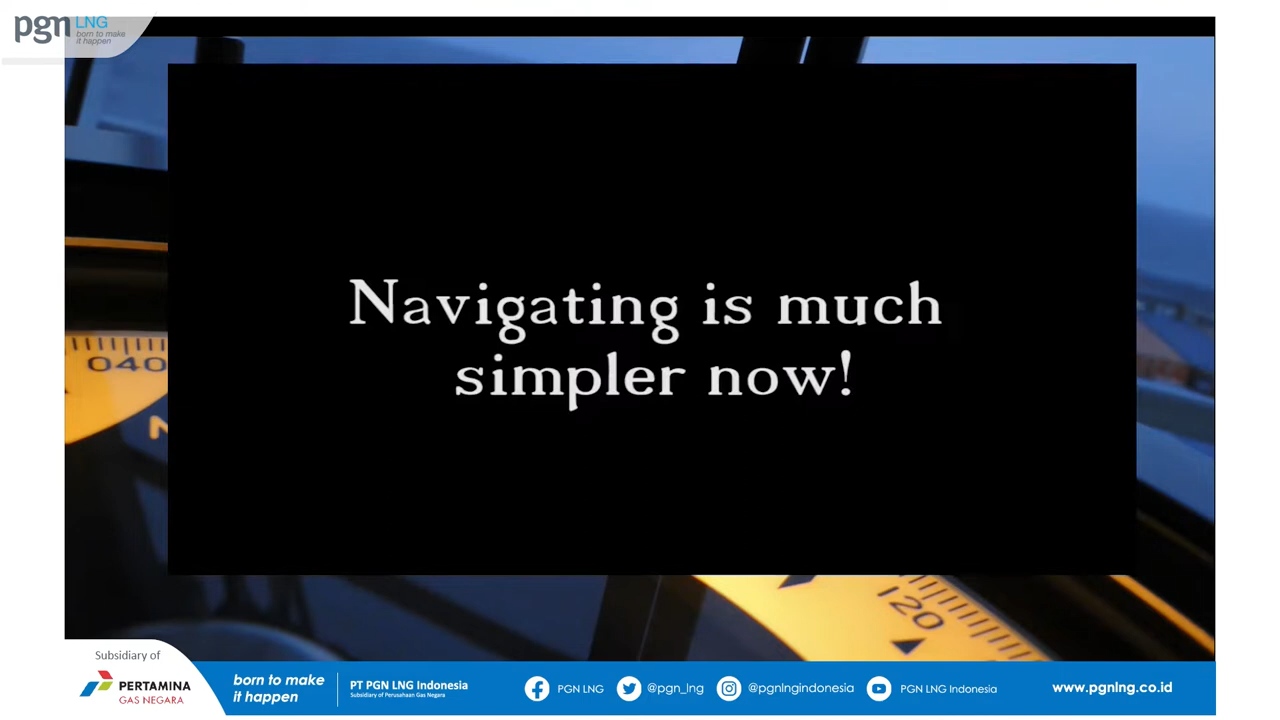 pgn LNG
born to make
it happen
Navigating is much
simpler now!
040
N
120
Subsidiary of
PERTAMINA
GAS NEGARA
born to make
it happen
PT PGN LNG Indonesia
Subsidiary of Perusahaan Gas Negara
PGN LNG
@pgn_lng
@pgnlngindonesia
PGN LNG Indonesia
www.pgnlng.co.id